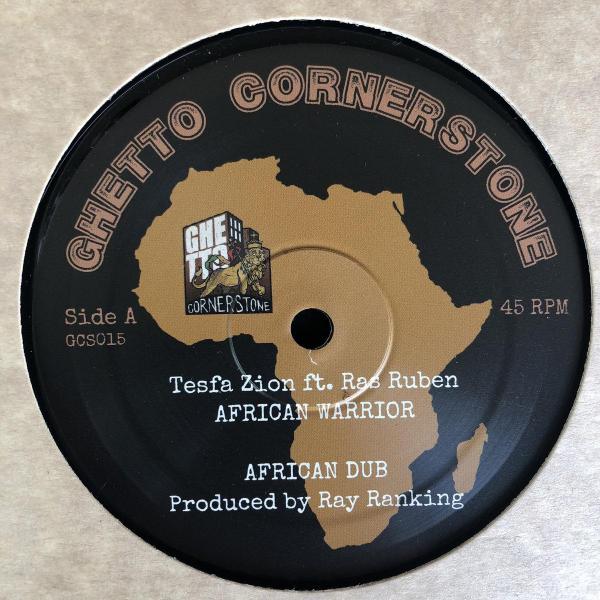 GHETTO CORNERSTONE
GHE
TTO
CORNERSTONE
Side A
45 RPM
GCS015
Tesfa Zion ft. Ras Ruben
AFRICAN WARRIOR
AFRICAN DUB
Produced by Ray Ranking